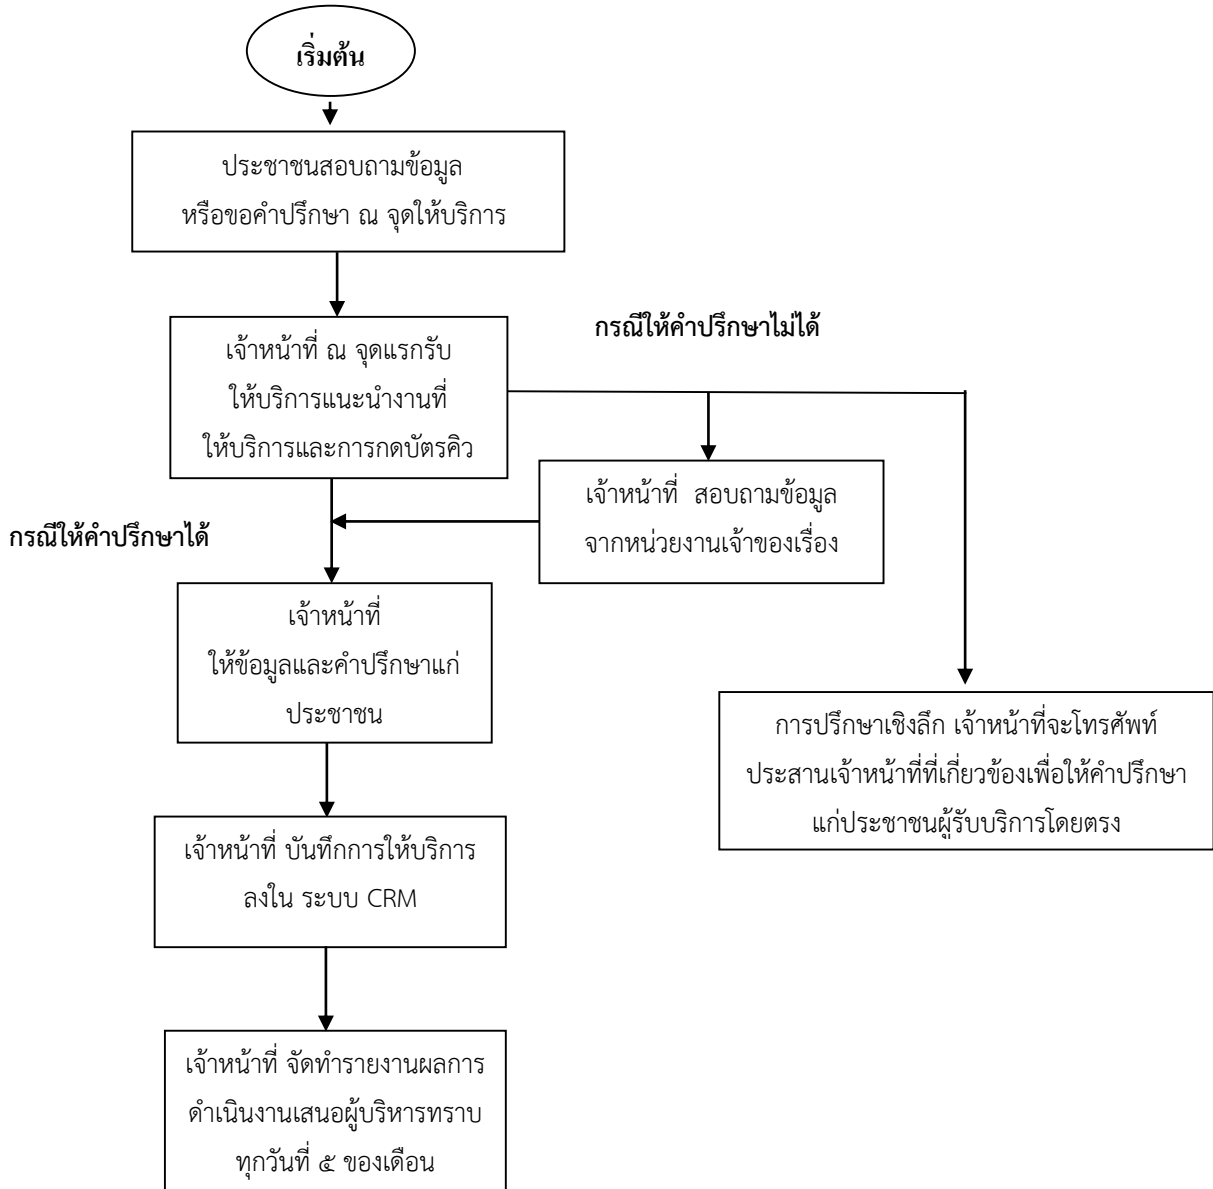 เริ่มต้น
ประชาชนสอบถามข้อมูล
หรือขอคำปรึกษา ณ จุดให้บริการ
กรณีให้คำปรึกษาไม่ได้
เจ้าหน้าที่ ณ จุดแรกรับ
ให้บริการแนะนำงานที่
ให้บริการและการกดบัตรคิว
เจ้าหน้าที่ สอบถามข้อมูล
จากหน่วยงานเจ้าของเรื่อง
กรณีให้คำปรึกษาได้
เจ้าหน้าที่
ให้ข้อมูลและคำปรึกษาแก่
ประชาชน
การปรึกษาเชิงลึก เจ้าหน้าที่จะโทรศัพท์
ประสานเจ้าหน้าที่ที่เกี่ยวข้องเพื่อให้คำปรึกษา
แก่ประชาชนผู้รับบริการโดยตรง
เจ้าหน้าที่ บันทึกการให้บริการ
ลงใน ระบบ CRM
เจ้าหน้าที่ จัดทำรายงานผลการ
ดำเนินงานเสนอผู้บริหารทราบ
ทุกวันที่ ๕ ของเดือน